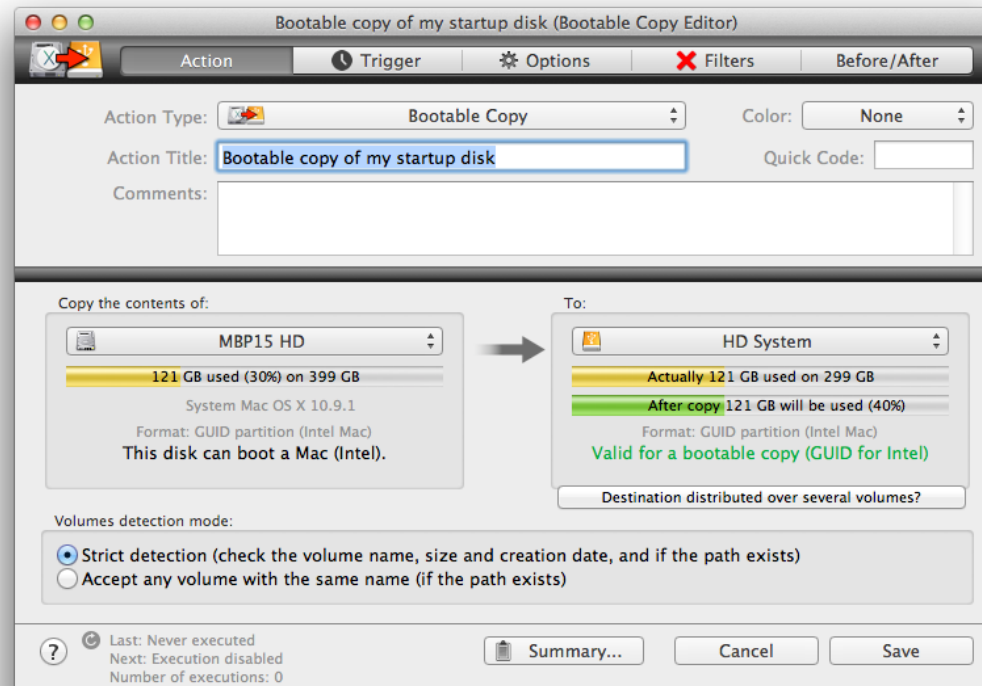 Bootable copy of my startup disk (Bootable Copy Editor)
Action Trigger Options Filters Before/After
Action Type: Bootable Copy Color: None
Action Title: Bootable copy of my startup disk Quick Code:
Comments:
Copy the contents of: To:
MBP15 HD HD System
121 GB used (30%) on 399 GB Actually 121 GB used on 299 GB
System Mac OS X 10.9.1 After copy 121 GB will be used (40%)
Format: GUID partition (Intel Mac) Format: GUID partition (Intel Mac)
This disk can boot a Mac (Intel). Valid for a bootable copy (GUID for Intel)
Destination distributed over several volumes?
Volumes detection mode:
Strict detection (check the volume name, size and creation date, and if the path exists)
Accept any volume with the same name (if the path exists)
? Last: Never executed
Next: Execution disabled Summary... Cancel Save
Number of executions: 0